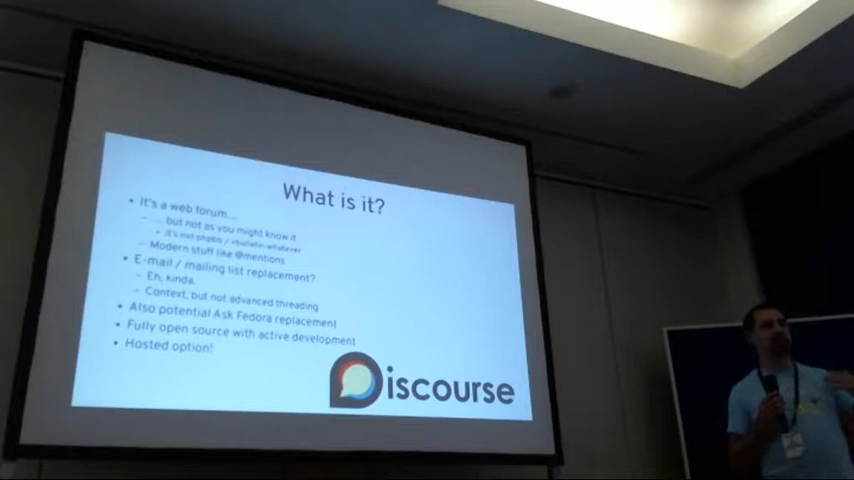 What is it?
• It's a web forum...
– ... but not as you might know it
• It's not phpbb / vbulletin whatever
– Modern stuff like @mentions
• E-mail / mailing list replacement?
– Eh, kinda.
– Context, but not advanced threading
• Also potential Ask Fedora replacement
• Fully open source with active development
• Hosted option!
Discourse